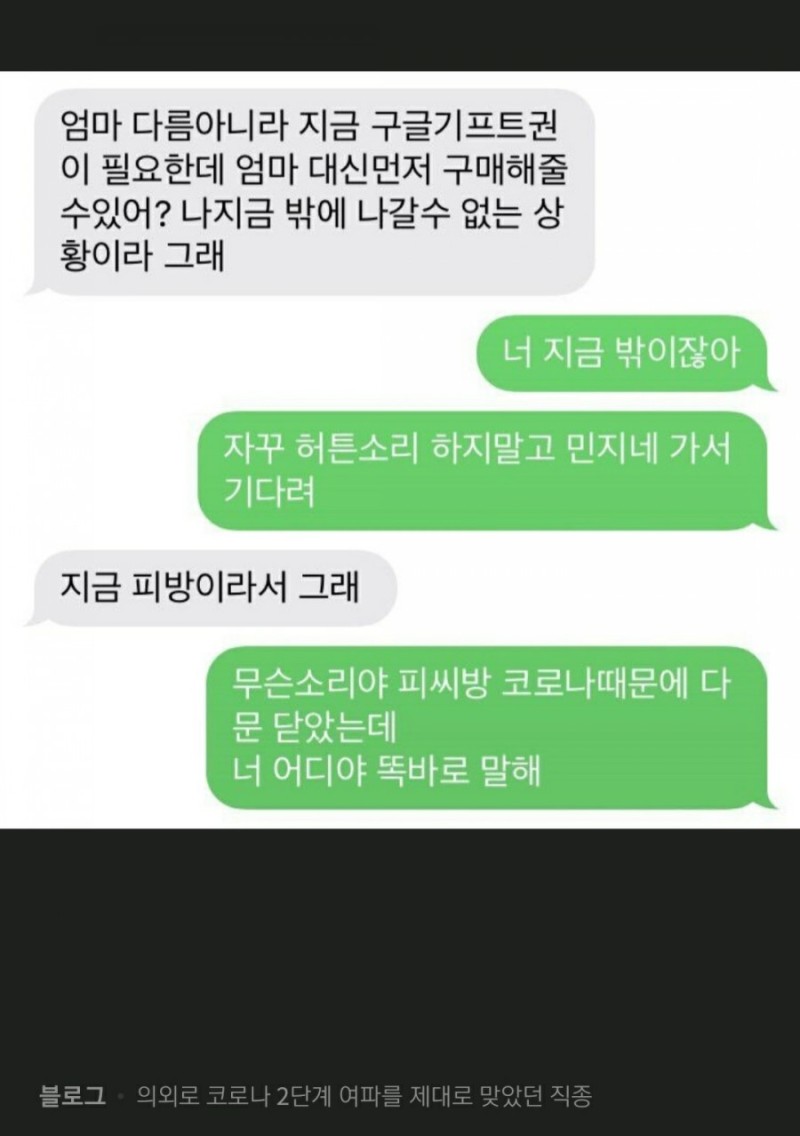 엄마 다름아니라 지금 구글기프트권
이 필요한데 엄마 대신먼저 구매해줄
수있어? 나지금 밖에 나갈수 없는 상
황이라 그래
너 지금 밖이잖아
자꾸 허튼소리 하지말고 민지네 가서
기다려
지금 피방이라서 그래
무슨소리야 피씨방 코로나때문에 다
문 닫았는데
너 어디야 똑바로 말해
블로그 · 의외로 코로나 2단계 여파를 제대로 맞았던 직종